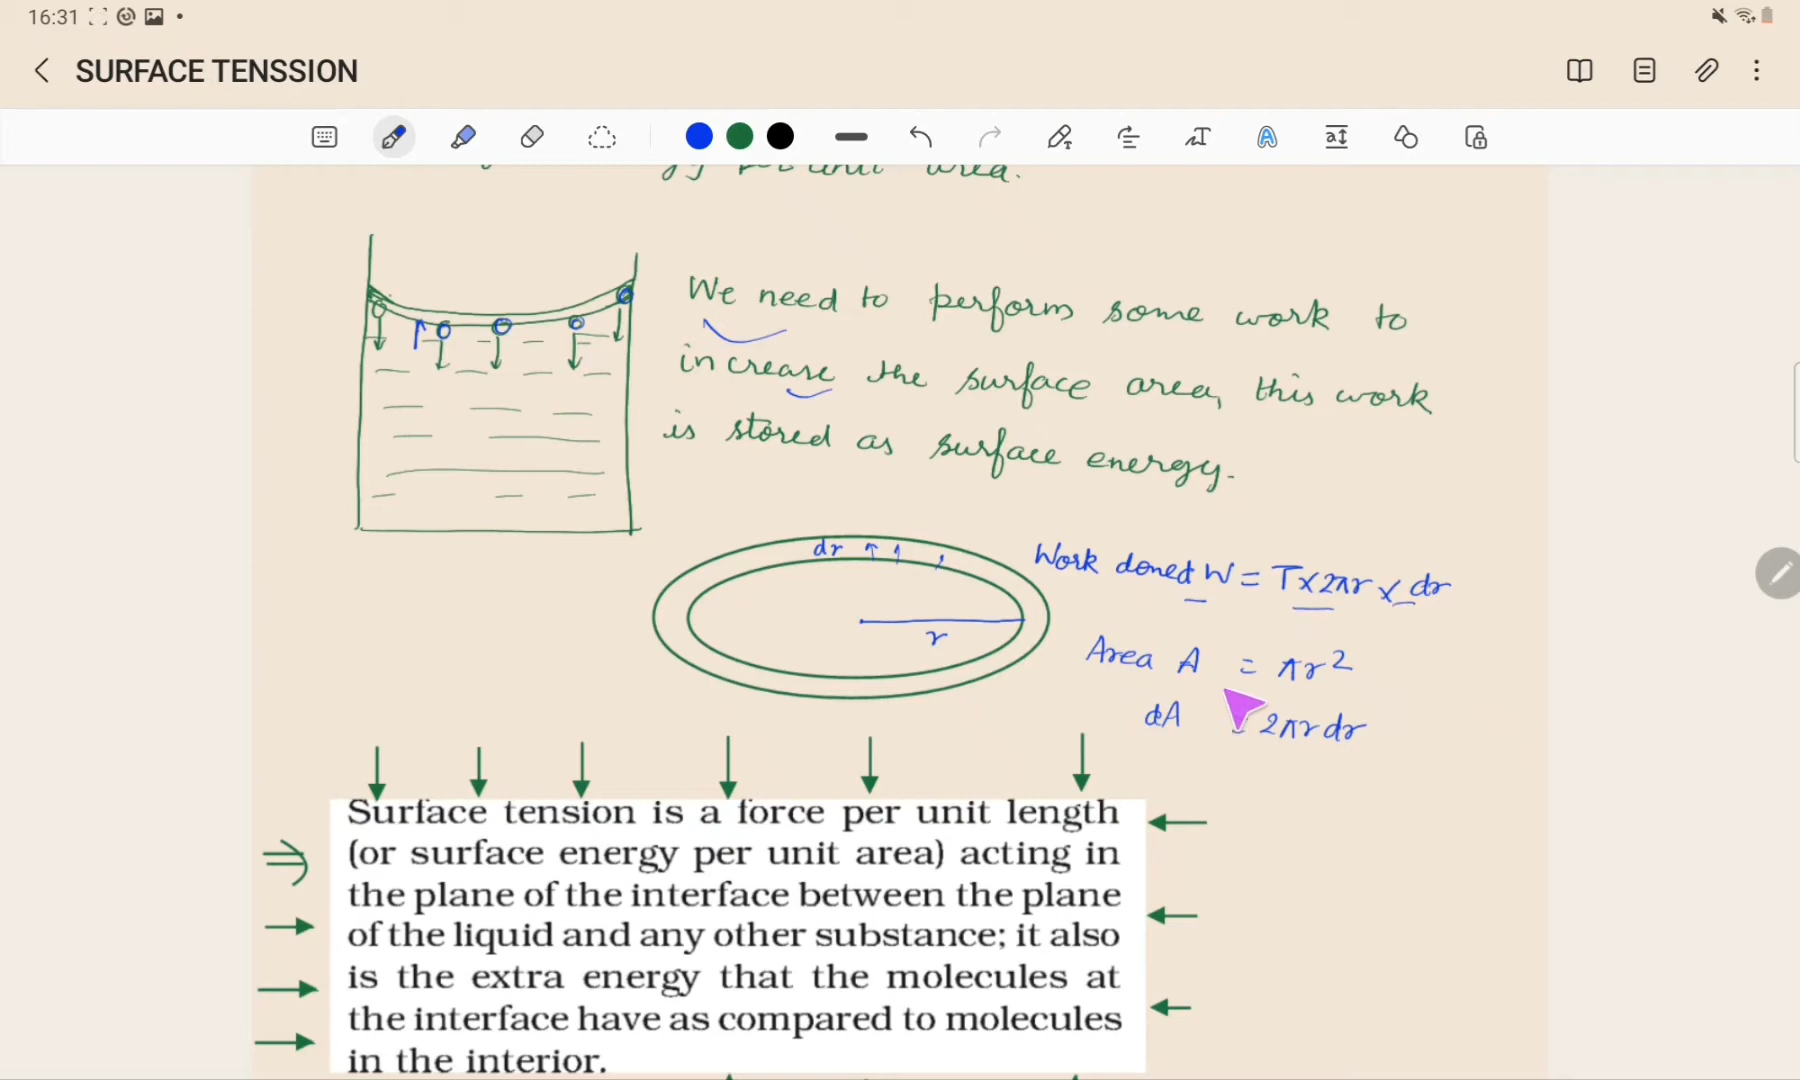 16:31
SURFACE TENSSION
per unit area.
We need to perform some work to
increase the surface area, this work
is stored as surface energy.
dr
r
Work doned W = T×2πr × dr
Area A = πr²
dA = 2πr dr
Surface tension is a force per unit length
(or surface energy per unit area) acting in
the plane of the interface between the plane
of the liquid and any other substance; it also
is the extra energy that the molecules at
the interface have as compared to molecules
in the interior.